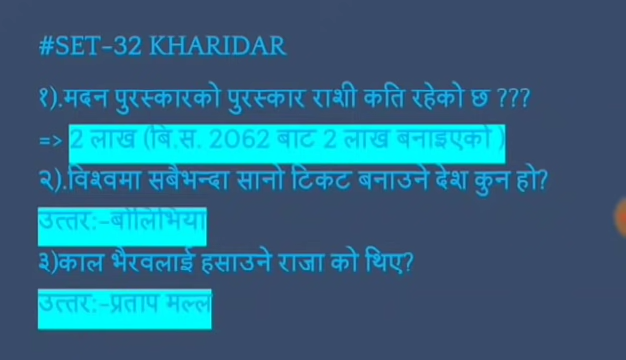 #SET-32 KHARIDAR
१).मदन पुरस्कारको पुरस्कार राशी कति रहेको छ ???
=> 2 लाख (बि.स. 2062 बाट 2 लाख बनाइएको )
२).विश्वमा सबैभन्दा सानो टिकट बनाउने देश कुन हो?
उत्तर:-बोलिभिया
३)काल भैरवलाई हसाउने राजा को थिए?
उत्तर:-प्रताप मल्ल